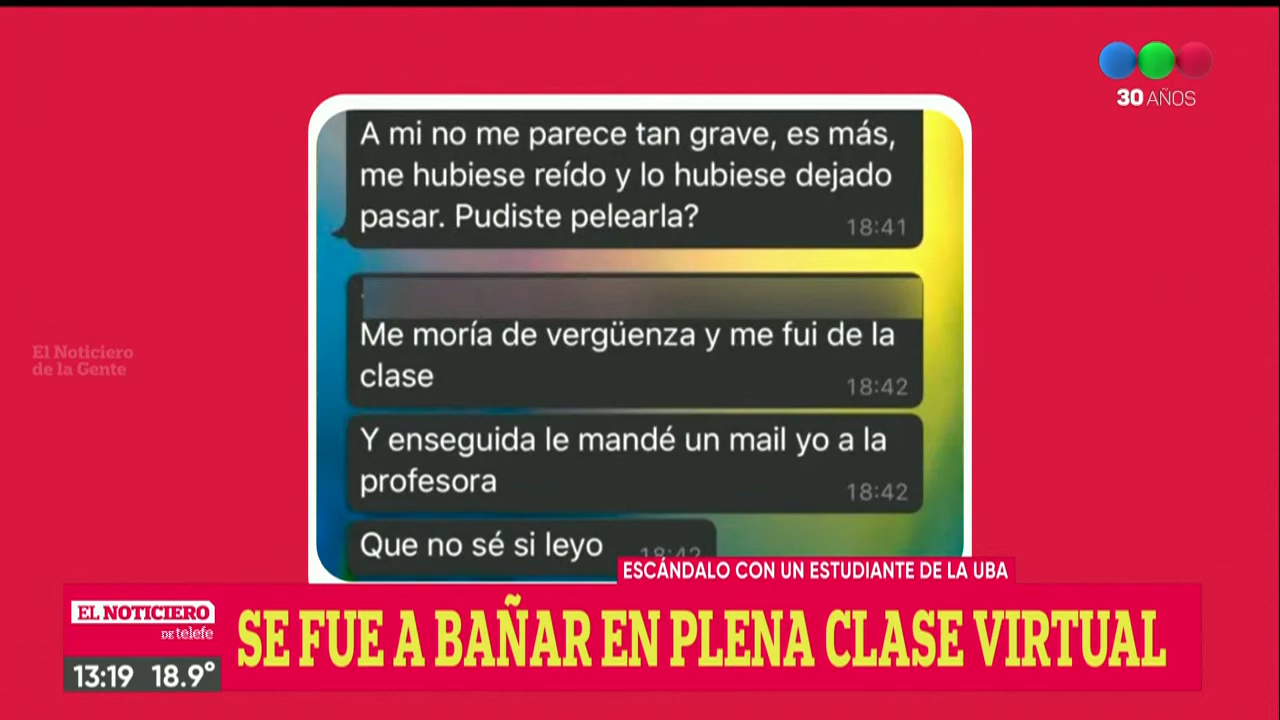 30 AÑOS
A mi no me parece tan grave, es más,
me hubiese reído y lo hubiese dejado
pasar. Pudiste pelearla?
18:41
Me moría de vergüenza y me fui de la
clase
18:42
Y enseguida le mandé un mail yo a la
profesora
18:42
Que no sé si leyo
18:42
El Noticiero
de la Gente
ESCÁNDALO CON UN ESTUDIANTE DE LA UBA
EL NOTICIERO
DE telefe
SE FUE A BAÑAR EN PLENA CLASE VIRTUAL
13:19 18.9°